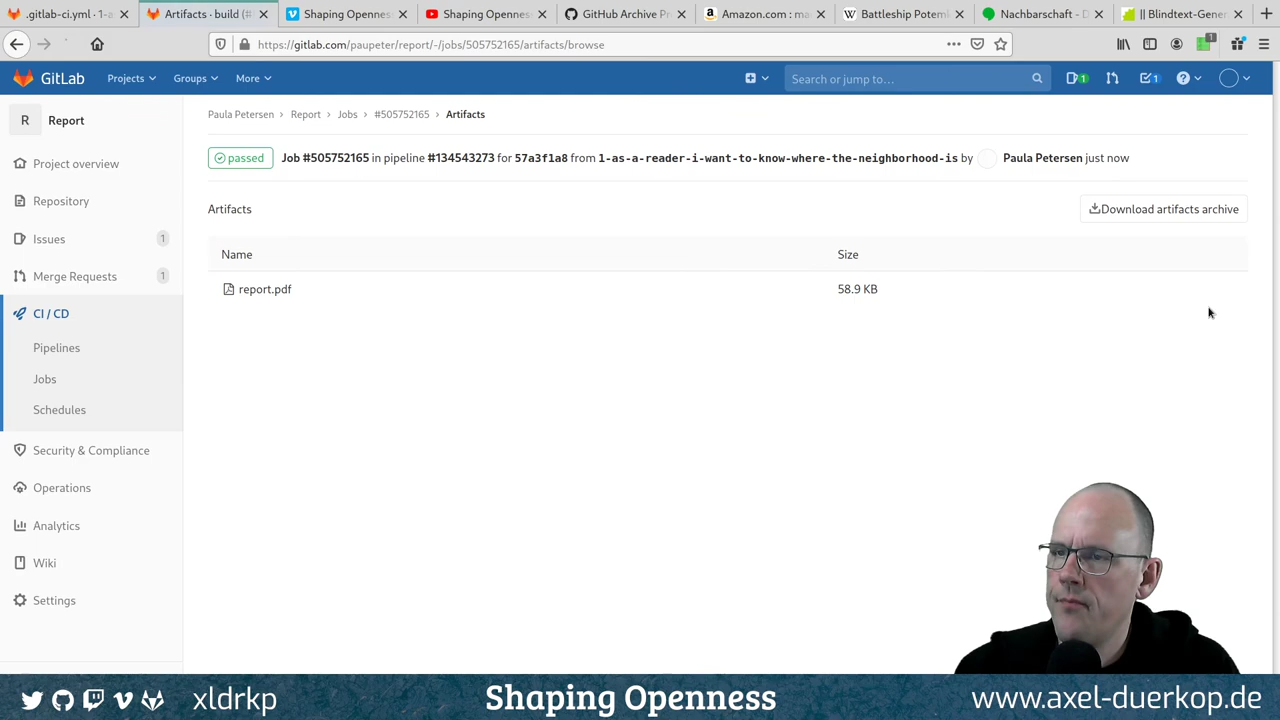 .gitlab-ci.yml · 1-a
Artifacts · build (#
Shaping Openness
Shaping Openness
GitHub Archive Pr
Amazon.com : ma
Battleship Potemk
Nachbarschaft - D
|| Blindtext-Gener
https://gitlab.com/paupeter/report/-/jobs/505752165/artifacts/browse
1
GitLab
Projects
Groups
More
Search or jump to…
1
1
R
Report
Paula Petersen
Report
Jobs
#505752165
Artifacts
passed
Job #505752165 in pipeline #134543273 for 57a3f1a8 from 1-as-a-reader-i-want-to-know-where-the-neighborhood-is by Paula Petersen just now
Project overview
Repository
Issues
1
Merge Requests
1
CI / CD
Pipelines
Jobs
Schedules
Security & Compliance
Operations
Analytics
Wiki
Settings
Artifacts
Download artifacts archive
Name
Size
report.pdf
58.9 KB
xldrkp
Shaping Openness
www.axel-duerkop.de